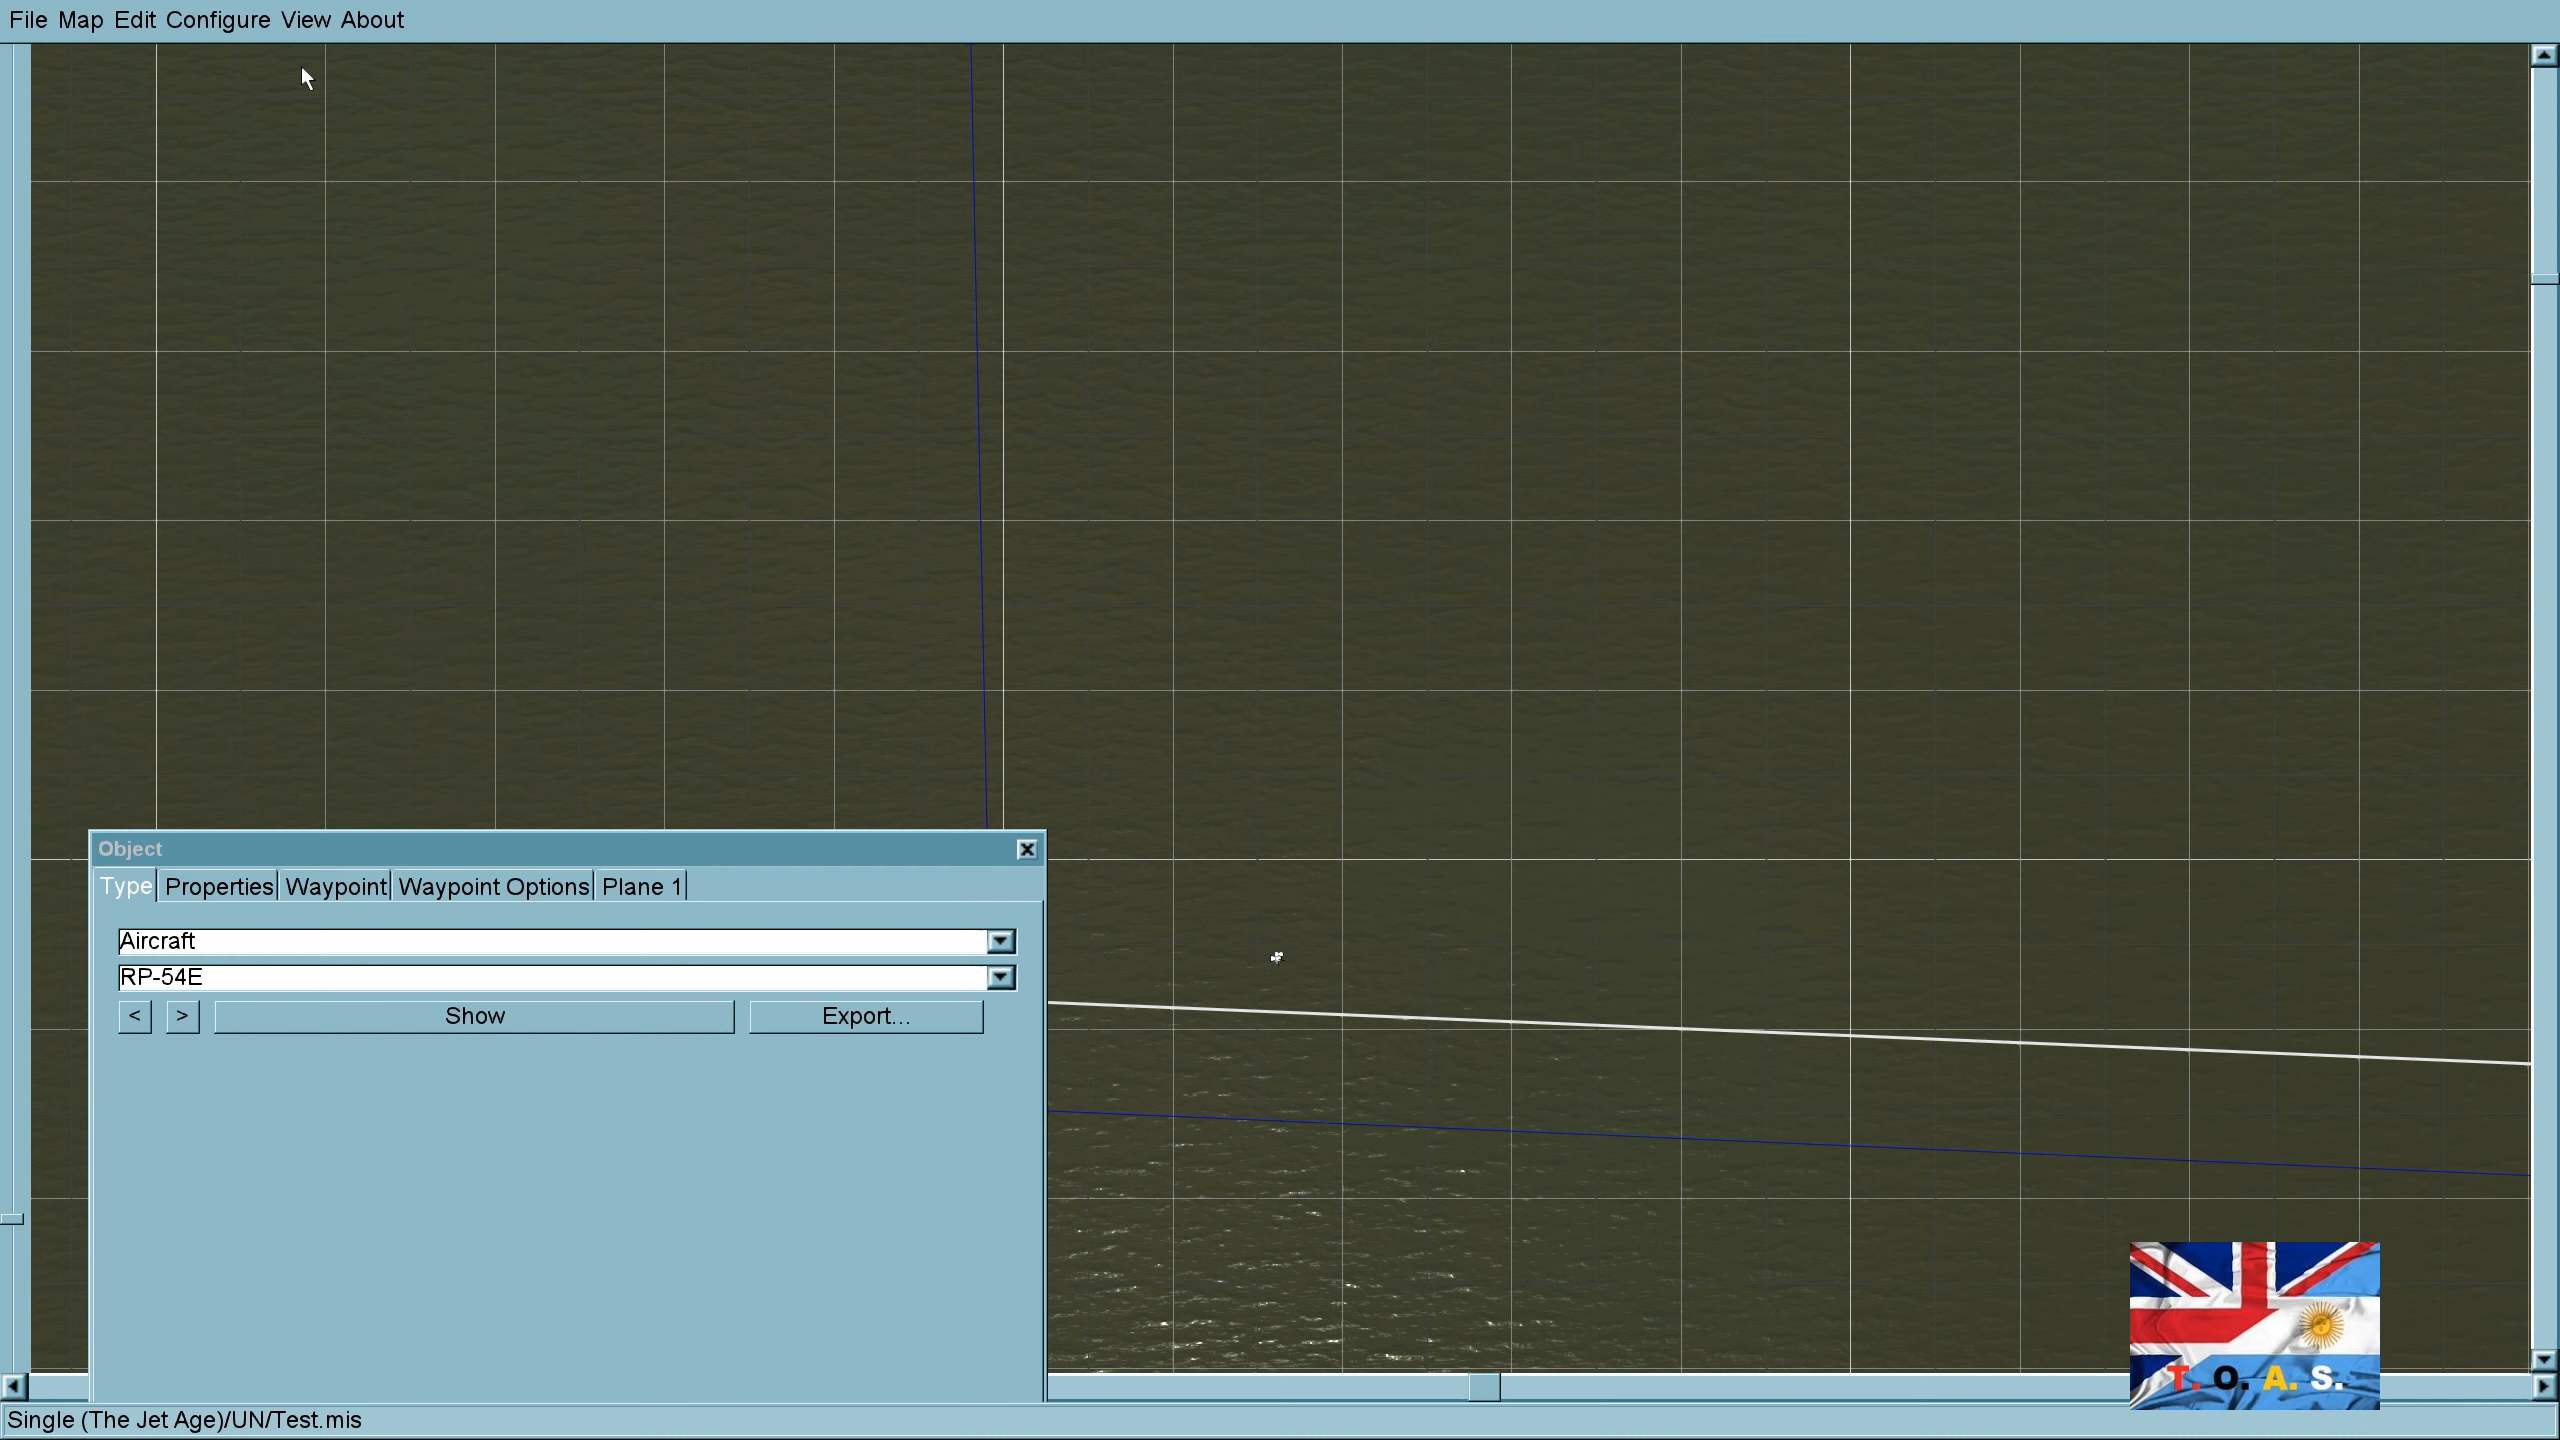 File Map Edit Configure View About
Object
Type Properties Waypoint Waypoint Options Plane 1
Aircraft
RP-54E
< > Show Export...
T. O. A. S.
Single (The Jet Age)/UN/Test.mis